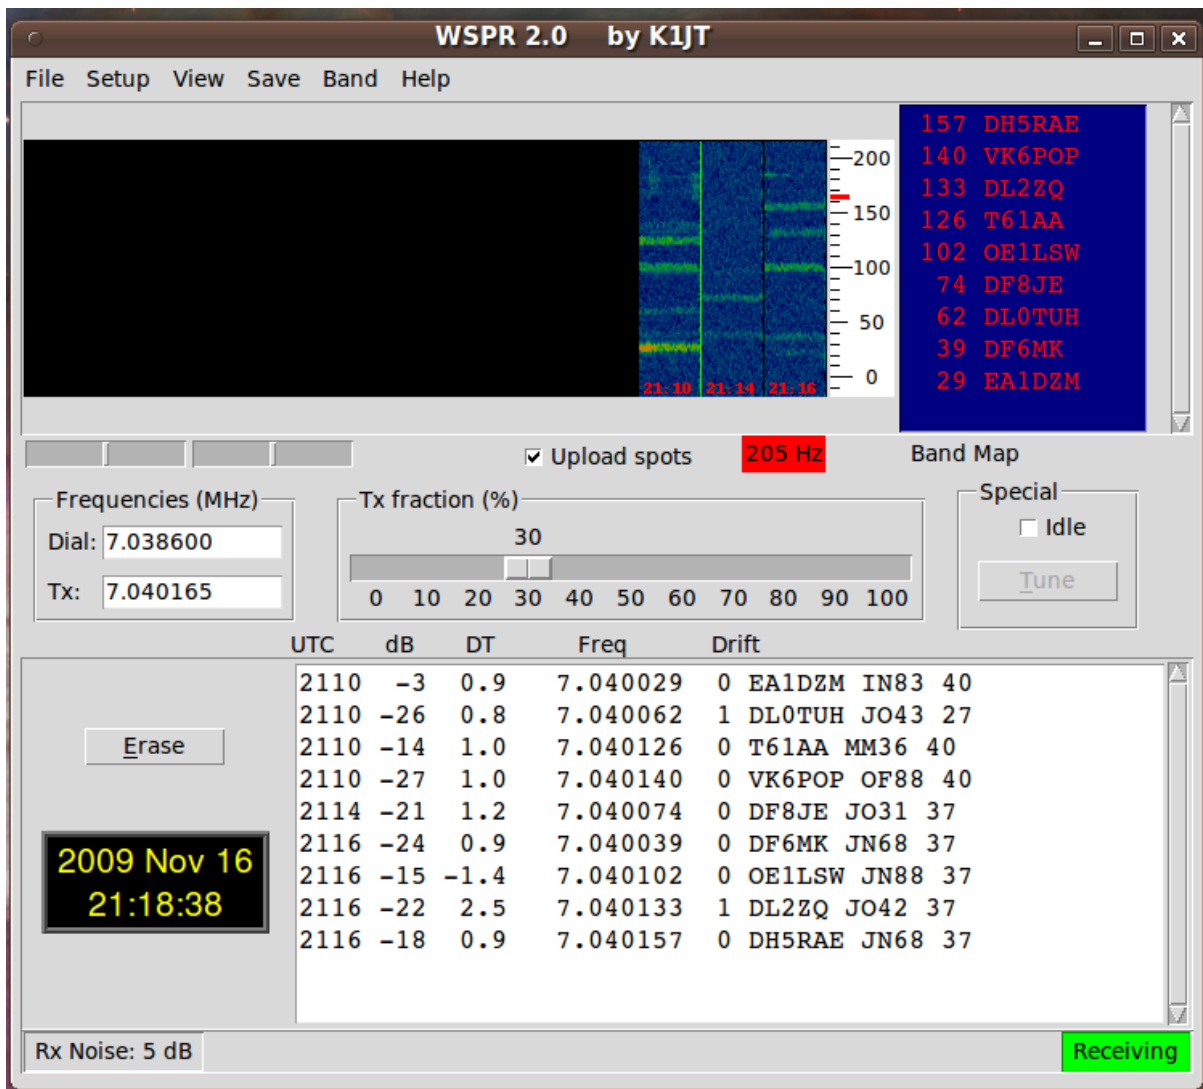 WSPR 2.0 by K1JT
File Setup View Save Band Help
200
150
100
50
0
21:10 21:14 21:16
157 DH5RAE
140 VK6POP
133 DL2ZQ
126 T61AA
102 OE1LSW
74 DF8JE
62 DL0TUH
39 DF6MK
29 EA1DZM
Upload spots 205 Hz Band Map
Frequencies (MHz)
Dial: 7.038600
Tx: 7.040165
Tx fraction (%)
30
0 10 20 30 40 50 60 70 80 90 100
Special
Idle
Tune
UTC dB DT Freq Drift
2110 -3 0.9 7.040029 0 EA1DZM IN83 40
2110 -26 0.8 7.040062 1 DL0TUH JO43 27
2110 -14 1.0 7.040126 0 T61AA MM36 40
2110 -27 1.0 7.040140 0 VK6POP OF88 40
2114 -21 1.2 7.040074 0 DF8JE JO31 37
2116 -24 0.9 7.040039 0 DF6MK JN68 37
2116 -15 -1.4 7.040102 0 OE1LSW JN88 37
2116 -22 2.5 7.040133 1 DL2ZQ JO42 37
2116 -18 0.9 7.040157 0 DH5RAE JN68 37
Erase
2009 Nov 16
21:18:38
Rx Noise: 5 dB
Receiving